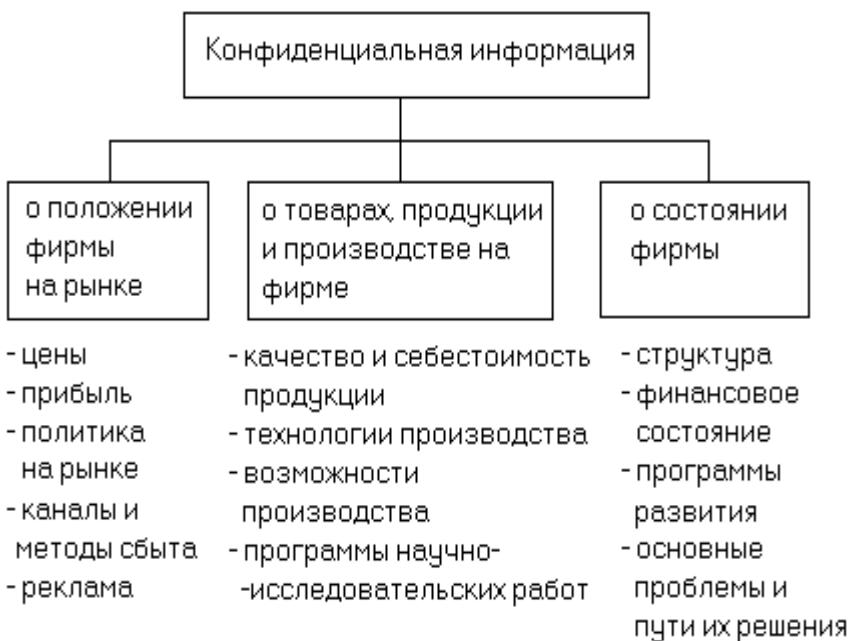 Конфиденциальная информация
о положении
фирмы
на рынке
о товарах, продукции
и производстве на
фирме
о состоянии
фирмы
- цены
- прибыль
- политика
на рынке
- каналы и
методы сбыта
- реклама
- качество и себестоимость
продукции
- технологии производства
- возможности
производства
- программы научно-
-исследовательских работ
- структура
- финансовое
состояние
- программы
развития
- основные
проблемы и
пути их решения